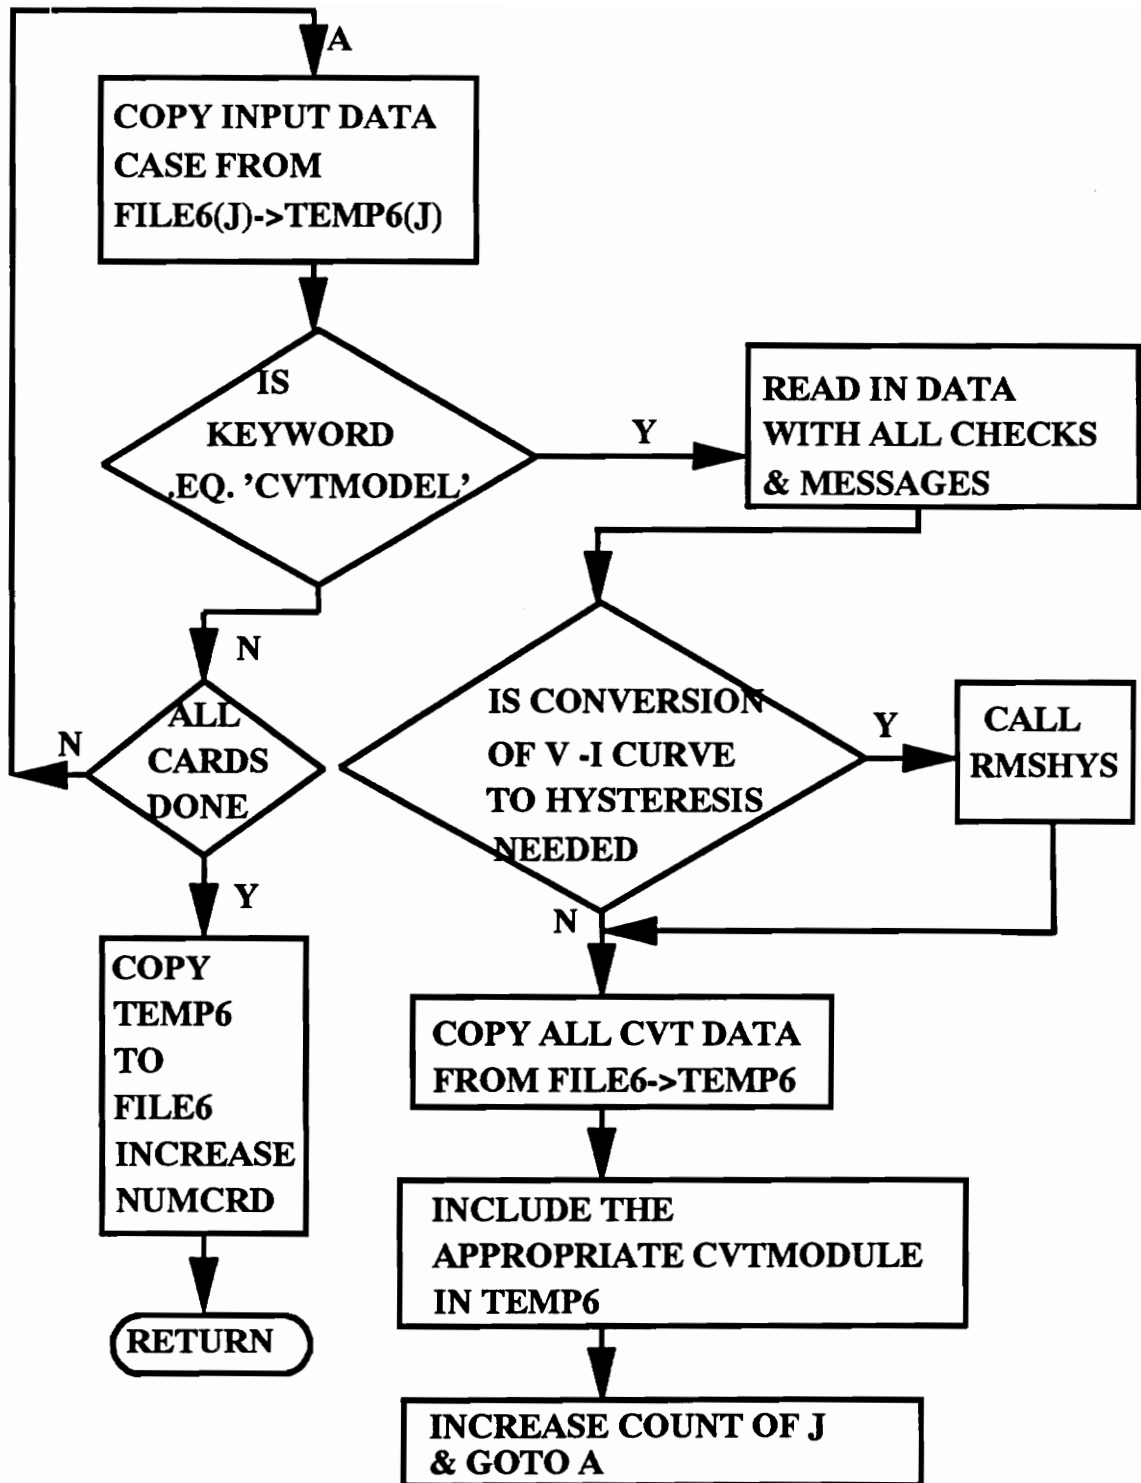 A
COPY INPUT DATA
CASE FROM
FILE6(J)->TEMP6(J)
IS
KEYWORD
.EQ. 'CVTMODEL'
Y
READ IN DATA
WITH ALL CHECKS
& MESSAGES
N
ALL
CARDS
DONE
N
Y
COPY
TEMP6
TO
FILE6
INCREASE
NUMCRD
RETURN
IS CONVERSION
OF V -I CURVE
TO HYSTERESIS
NEEDED
Y
CALL
RMSHYS
N
COPY ALL CVT DATA
FROM FILE6->TEMP6
INCLUDE THE
APPROPRIATE CVTMODULE
IN TEMP6
INCREASE COUNT OF J
& GOTO A